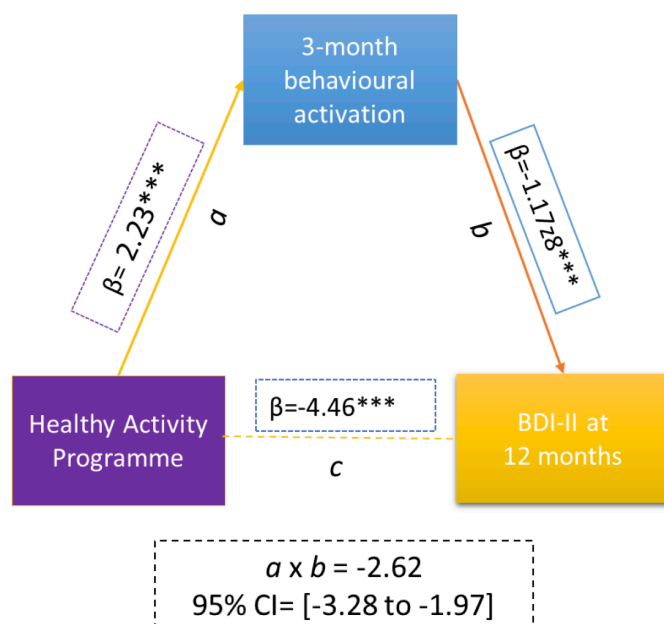 3-month
behavioural
activation
β= 2.23***
a
β=-1.17z8***
b
Healthy Activity
Programme
β=-4.46***
c
BDI-II at
12 months
a x b = -2.62
95% CI= [-3.28 to -1.97]